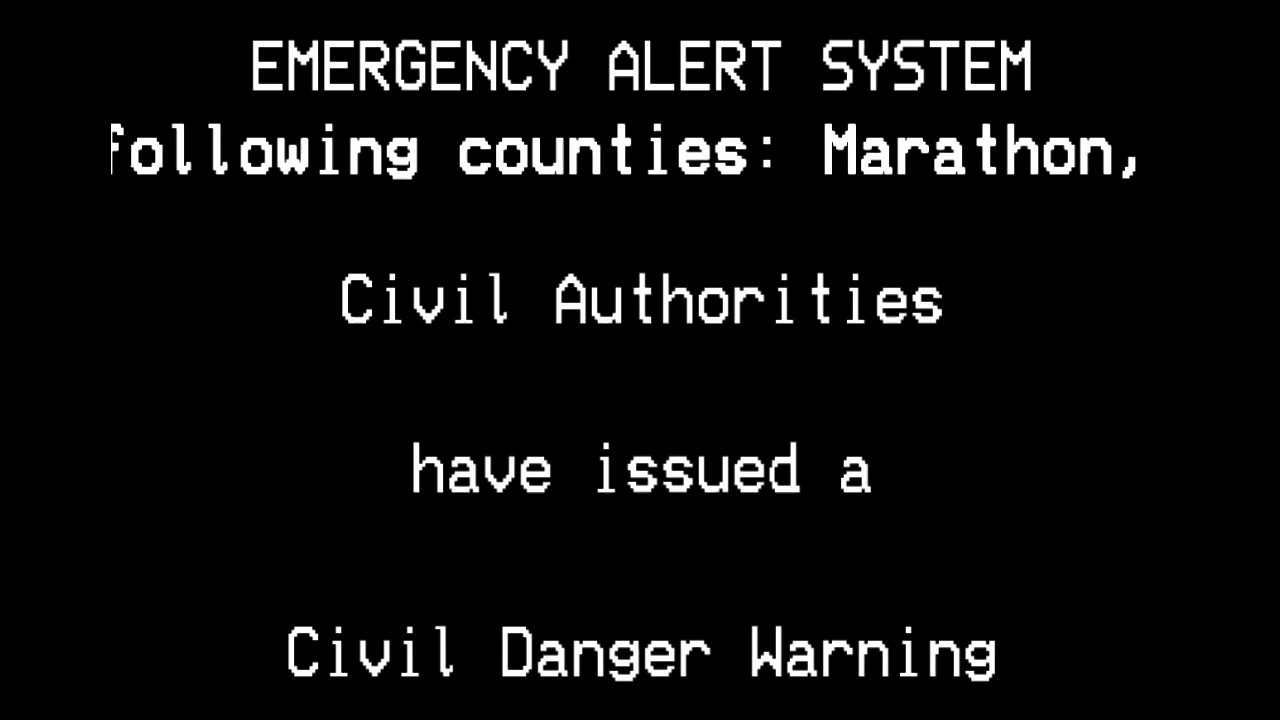 EMERGENCY ALERT SYSTEM
following counties: Marathon,
Civil Authorities
have issued a
Civil Danger Warning